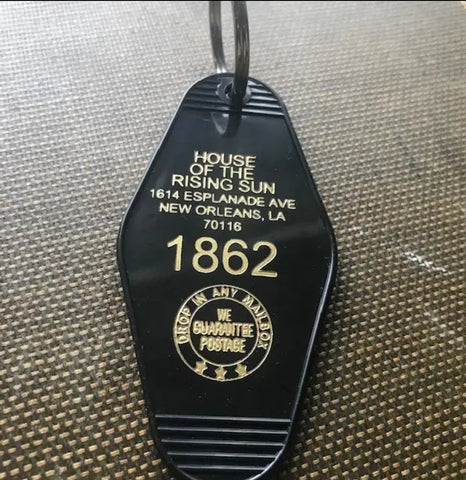 HOUSE
OF THE
RISING SUN
1614 ESPLANADE AVE
NEW ORLEANS, LA
70116
1862
DROP IN ANY MAILBOX
WE
GUARANTEE
POSTAGE